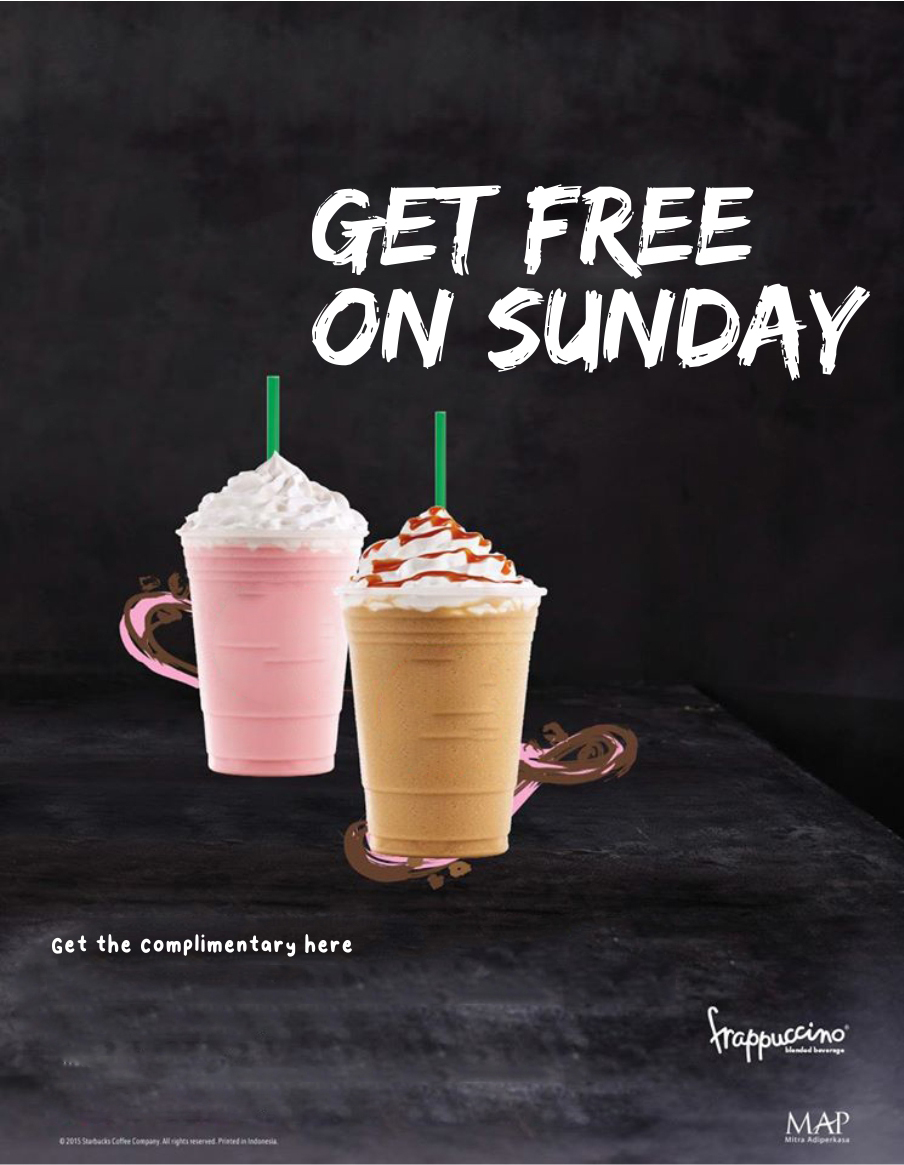 GET FREE
ON SUNDAY
Get the complimentary here
frappuccino®
blended beverage
MAP
Mitra Adiperkasa
© 2015 Starbucks Coffee Company. All rights reserved. Printed in Indonesia.